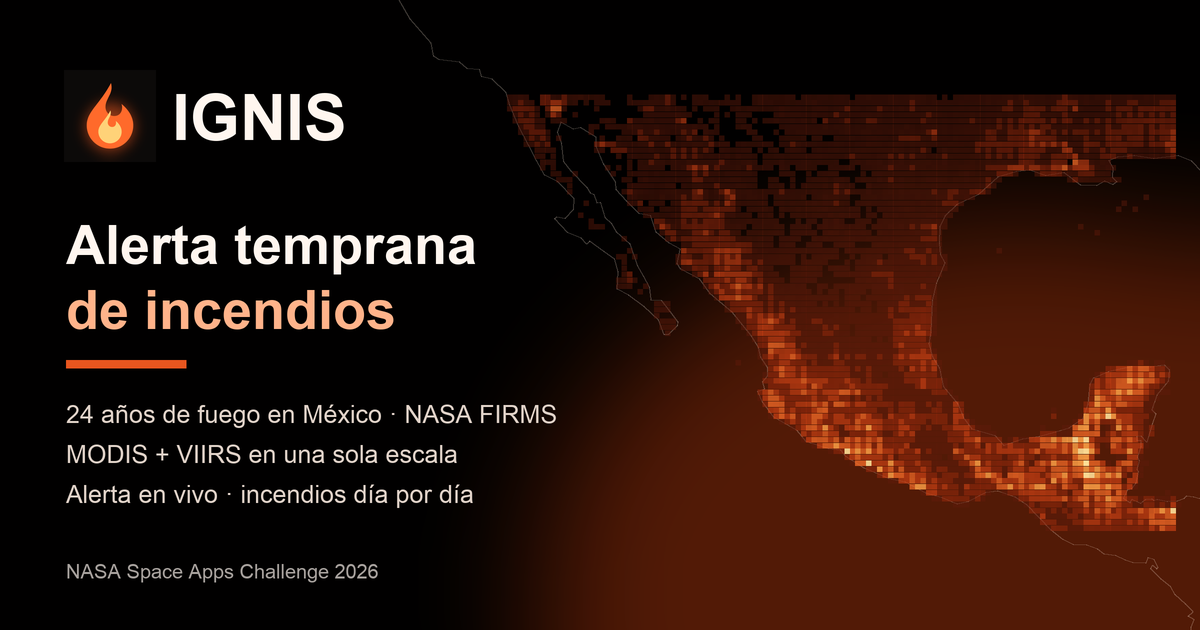 IGNIS
Alerta temprana
de incendios
24 años de fuego en México · NASA FIRMS
MODIS + VIIRS en una sola escala
Alerta en vivo · incendios día por día
NASA Space Apps Challenge 2026